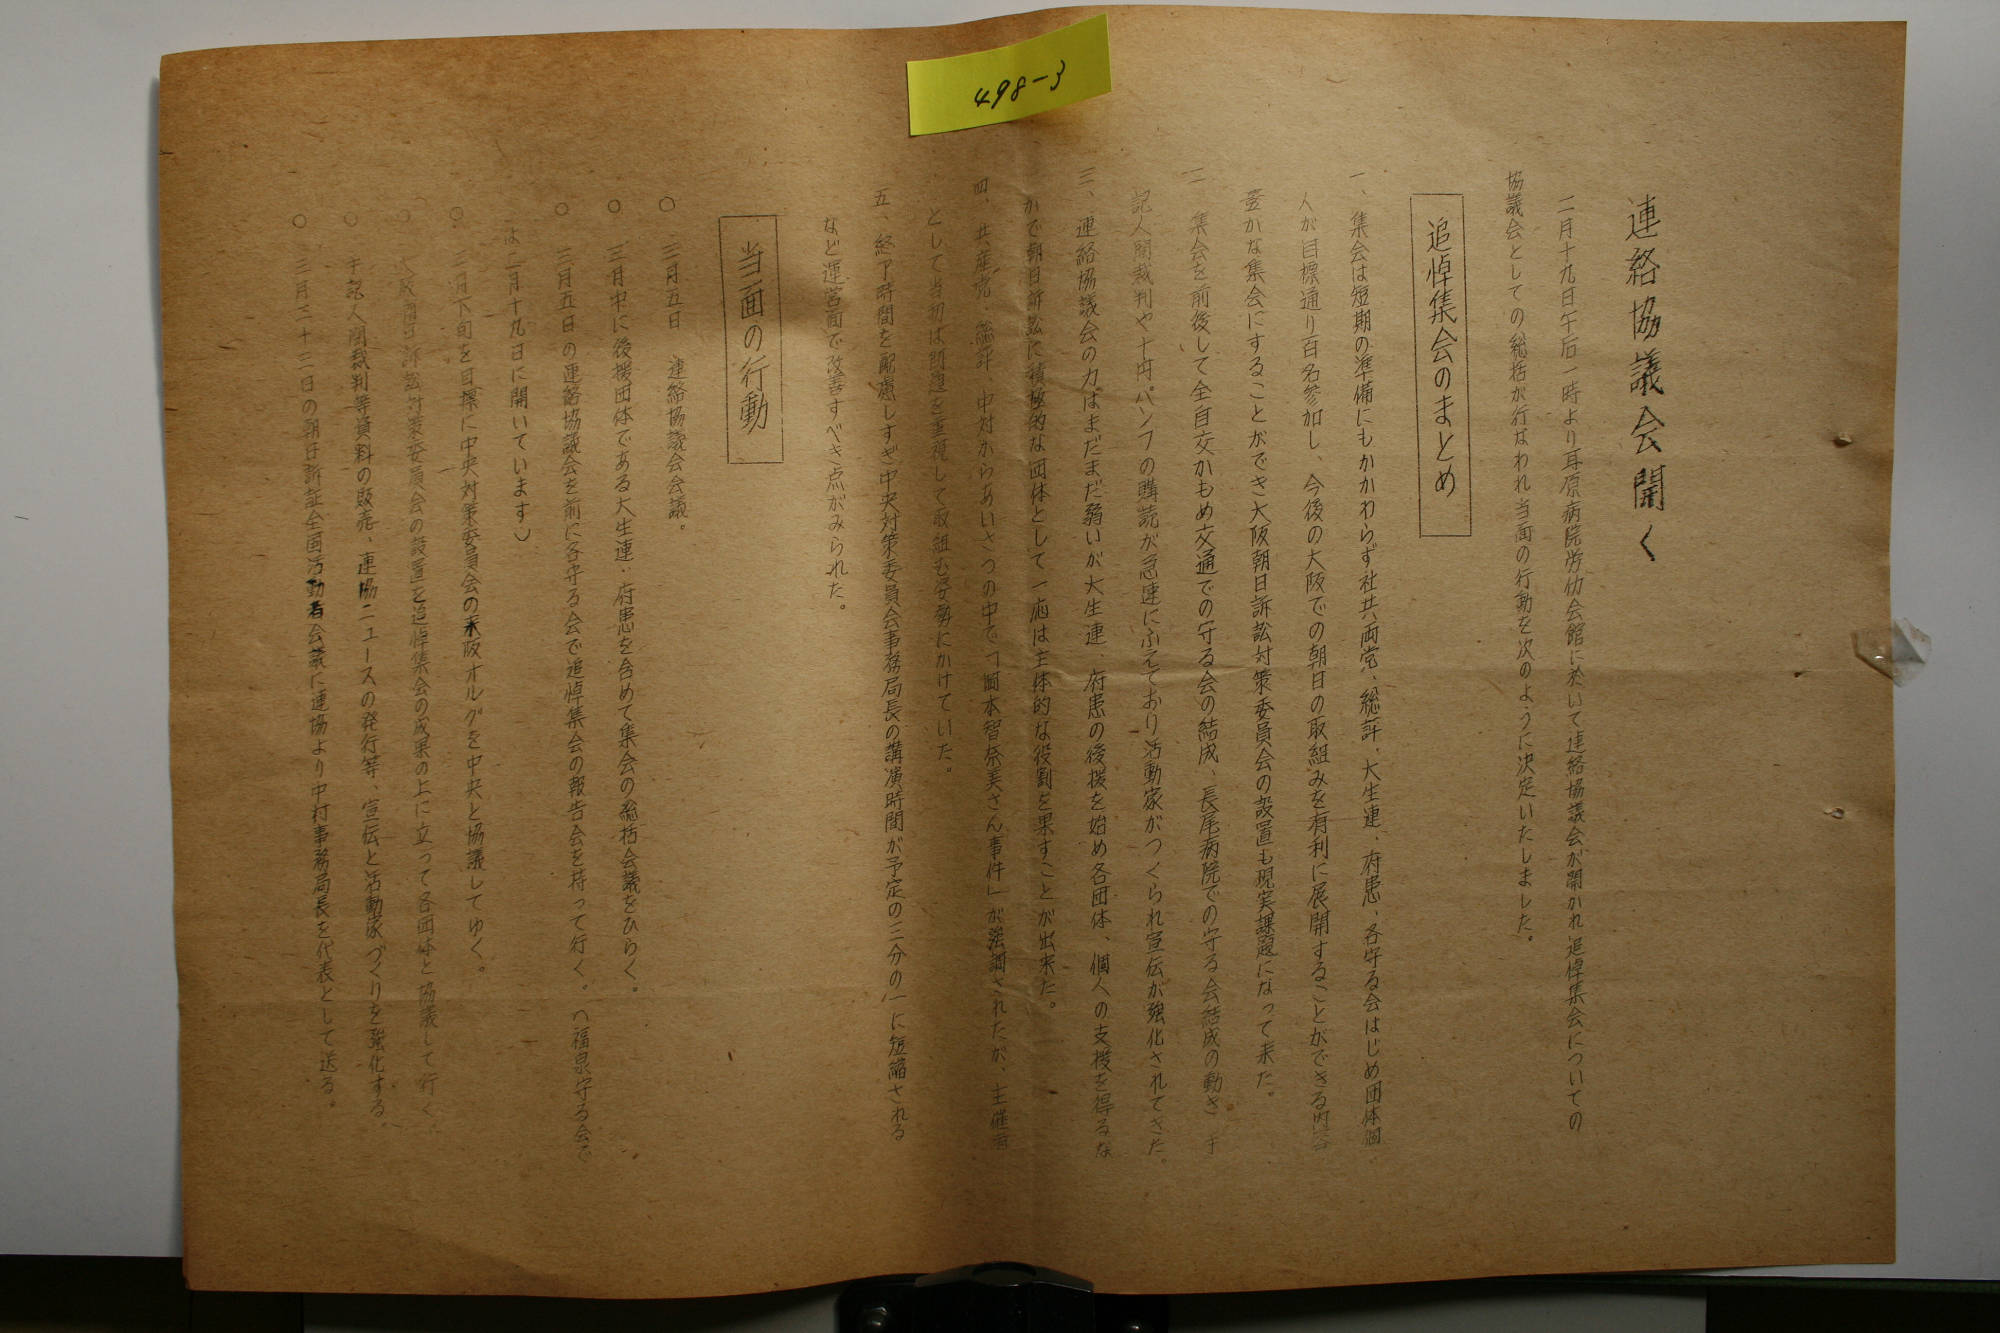 498-3
連絡協議会開く
二月十九日午后一時より耳原病院労仂会館に於いて連絡協議会が開かれ追悼集会についての
協議会としての総括が行なわれ当面の行動を次のように決定いたしました。
追悼集会のまとめ
一、集会は短期の準備にもかかわらず社共両党、総評、大生連、府患、各守る会はじめ団体個
人が目標通り百名参加し、今後の大阪での朝日の取組みを有利に展開することができる内容
豊かな集会にすることができ大阪朝日訴訟対策委員会の設置も現実課題になって来た。
二 集会を前後して全自交かもめ交通での守る会の結成、長尾病院での守る会結成の動き 手
記人間裁判や十円パンフの購読が急速にふえており活動家がつくられ宣伝が強化されてきた。
三、連絡協議会の力はまだまだ弱いが大生連、府患の後援を始め各団体、個人の支援を得るな
かで朝日訴訟に積極的な団体として一応は主体的な役割を果すことが出来た。
四、共産党、総評、中対からあいさつの中で「岡本智奈美さん事件」が強調されたが、主催者
として当初は 重視して取組む姿勢にかけていた。
五、終了時間を配慮しすぎ中央対策委員会事務局長の講演時間が予定の三分の一に短縮される
など運営面で改善すべき点がみられた。
当面の行動
○ 三月五日 連絡協議会会議。
○ 三月中に後援団体である大生連、府患を含めて集会の総括会議をひらく。
○ 三月五日の連絡協議会を前に各守る会で追悼集会の報告会を持って行く。(福泉守る会で
は二月十九日に開いています)
○ 三月下旬を目標に中央対策委員会の来阪オルグを中央と協議してゆく。
○ 大阪朝日訴訟対策委員会の設置を追悼集会の成果の上に立って各団体と協議して行く
○ 手記人間裁判等資料の販売、連協ニュースの発行等、宣伝と活動家づくりを強化する。
○ 三月二十二日の朝日訴訟全国活動者会議に連協より中村事務局長を代表として送る。